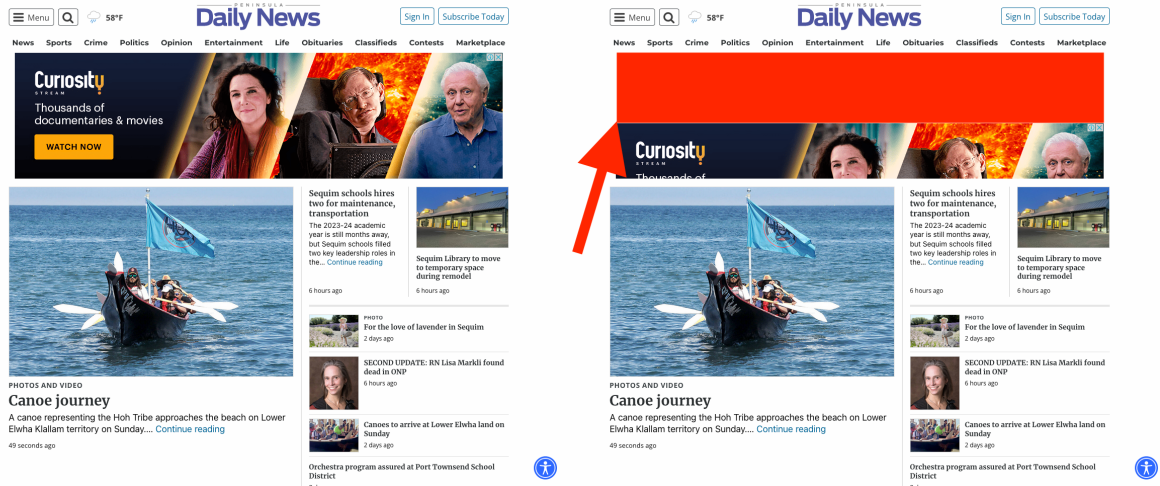 Menu
58°F
PENINSULA
Daily News
Sign In
Subscribe Today
News Sports Crime Politics Opinion Entertainment Life Obituaries Classifieds Contests Marketplace
CURIOSITY
STREAM
Thousands of
documentaries & movies
WATCH NOW
PHOTOS AND VIDEO
Canoe journey
A canoe representing the Hoh Tribe approaches the beach on Lower
Elwha Klallam territory on Sunday.... Continue reading
49 seconds ago
Sequim schools hires
two for maintenance,
transportation
The 2023-24 academic
year is still months away,
but Sequim schools filled
two key leadership roles in
the... Continue reading
6 hours ago
Sequim Library to move
to temporary space
during remodel
6 hours ago
PHOTO
For the love of lavender in Sequim
2 days ago
SECOND UPDATE: RN Lisa Markli found
dead in ONP
6 hours ago
Canoes to arrive at Lower Elwha land on
Sunday
2 days ago
Orchestra program assured at Port Townsend School
District
Menu
58°F
PENINSULA
Daily News
Sign In
Subscribe Today
News Sports Crime Politics Opinion Entertainment Life Obituaries Classifieds Contests Marketplace
CURIOSITY
STREAM
Thousands of
PHOTOS AND VIDEO
Canoe journey
A canoe representing the Hoh Tribe approaches the beach on Lower
Elwha Klallam territory on Sunday.... Continue reading
49 seconds ago
Sequim schools hires
two for maintenance,
transportation
The 2023-24 academic
year is still months away,
but Sequim schools filled
two key leadership roles in
the... Continue reading
6 hours ago
Sequim Library to move
to temporary space
during remodel
6 hours ago
PHOTO
For the love of lavender in Sequim
2 days ago
SECOND UPDATE: RN Lisa Markli found
dead in ONP
6 hours ago
Canoes to arrive at Lower Elwha land on
Sunday
2 days ago
Orchestra program assured at Port Townsend School
District